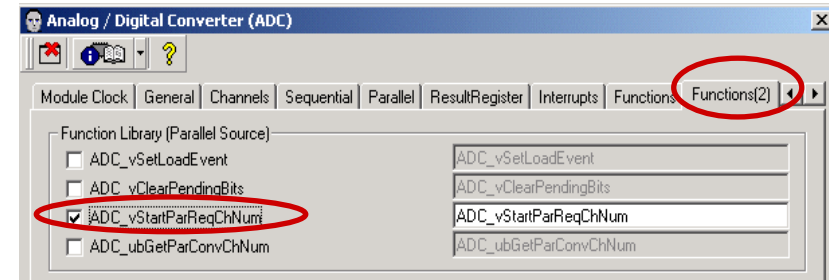 Analog / Digital Converter (ADC)
Module Clock General Channels Sequential Parallel ResultRegister Interrupts Functions Functions(2)
Function Library (Parallel Source)
ADC_vSetLoadEvent ADC_vSetLoadEvent
ADC_vClearPendingBits ADC_vClearPendingBits
ADC_vStartParReqChNum ADC_vStartParReqChNum
ADC_ubGetParConvChNum ADC_ubGetParConvChNum